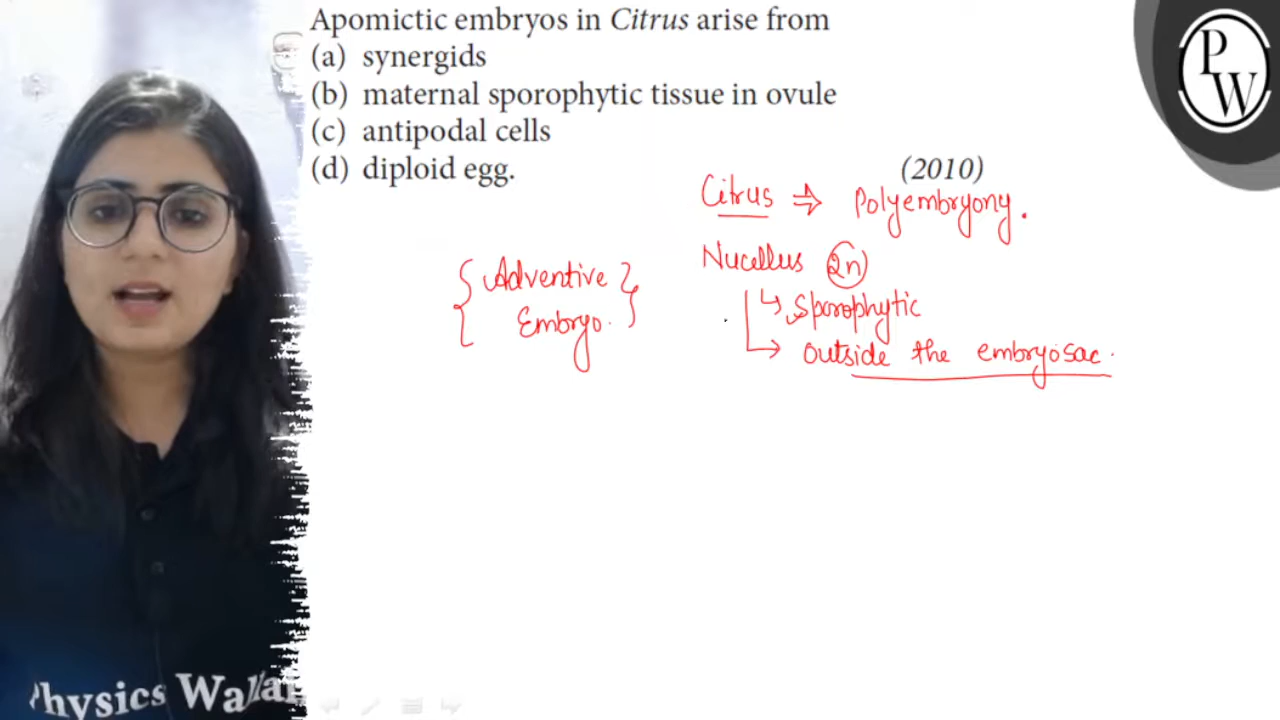 Apomictic embryos in Citrus arise from
(a) synergids
(b) maternal sporophytic tissue in ovule
(c) antipodal cells
(d) diploid egg.
(2010)
Citrus ⇒ Polyembryony.
Nucellus (2n)
↳ Sporophytic
→ Outside the embryosac.
{Adventive
Embryo.}
PW
Physics Wallah